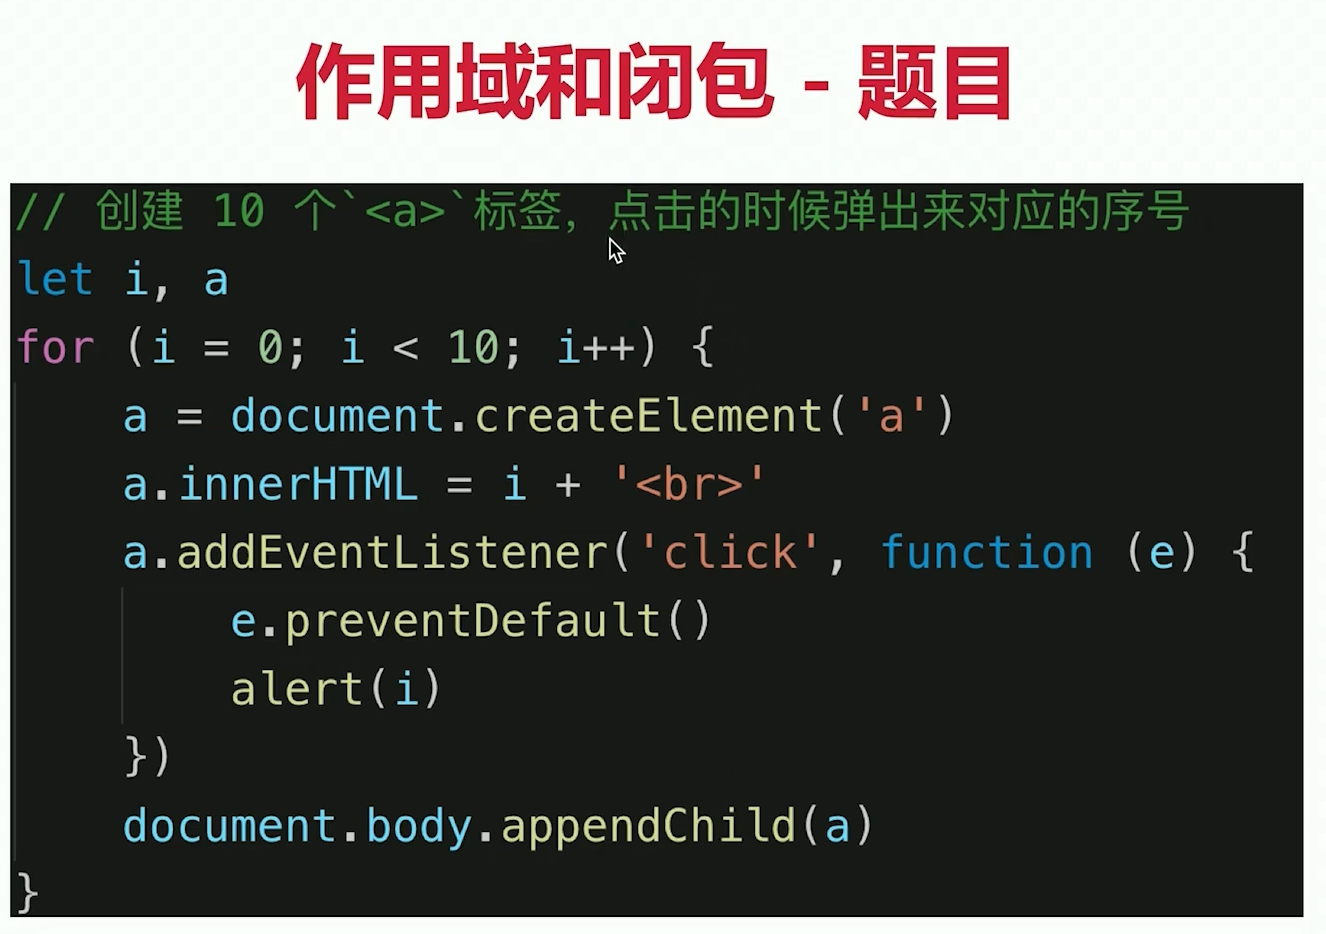 作用域和闭包 - 题目
// 创建 10 个`<a>`标签，点击的时候弹出来对应的序号
let i, a
for (i = 0; i < 10; i++) {
    a = document.createElement('a')
    a.innerHTML = i + '<br>'
    a.addEventListener('click', function (e) {
        e.preventDefault()
        alert(i)
    })
    document.body.appendChild(a)
}